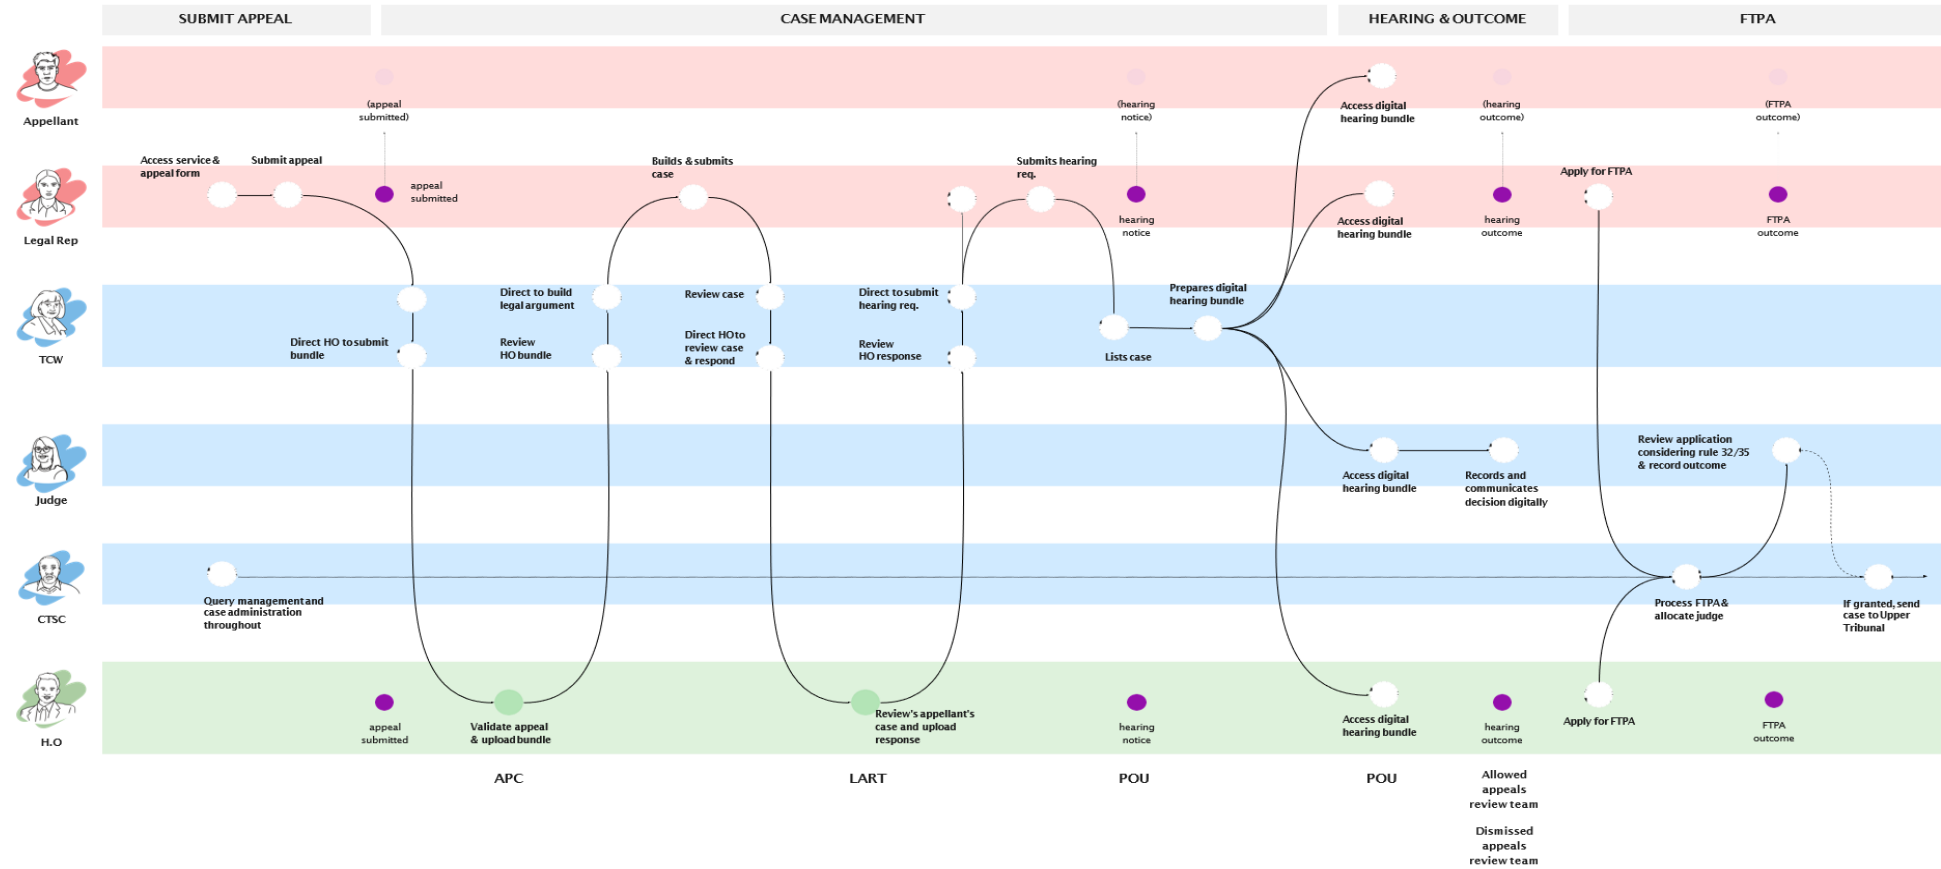 SUBMIT APPEAL
CASE MANAGEMENT
HEARING & OUTCOME
FTPA
Appellant
(appeal
submitted)
(hearing
notice)
Access digital
hearing bundle
(hearing
outcome)
(FTPA
outcome)
Legal Rep
Access service &
appeal form
Submit appeal
appeal
submitted
Builds & submits
case
Submits hearing
req.
hearing
notice
Access digital
hearing bundle
hearing
outcome
Apply for FTPA
FTPA
outcome
TCW
Direct HO to submit
bundle
Direct to build
legal argument
Review
HO bundle
Review case
Direct HO to
review case
& respond
Direct to submit
hearing req.
Review
HO response
Lists case
Prepares digital
hearing bundle
Judge
Access digital
hearing bundle
Records and
communicates
decision digitally
Review application
considering rule 32/35
& record outcome
CTSC
Query management and
case administration
throughout
Process FTPA &
allocate judge
If granted, send
case to Upper
Tribunal
H.O
appeal
submitted
Validate appeal
& upload bundle
Review's appellant's
case and upload
response
hearing
notice
Access digital
hearing bundle
hearing
outcome
Apply for FTPA
FTPA
outcome
APC
LART
POU
POU
Allowed
appeals
review team
Dismissed
appeals
review team